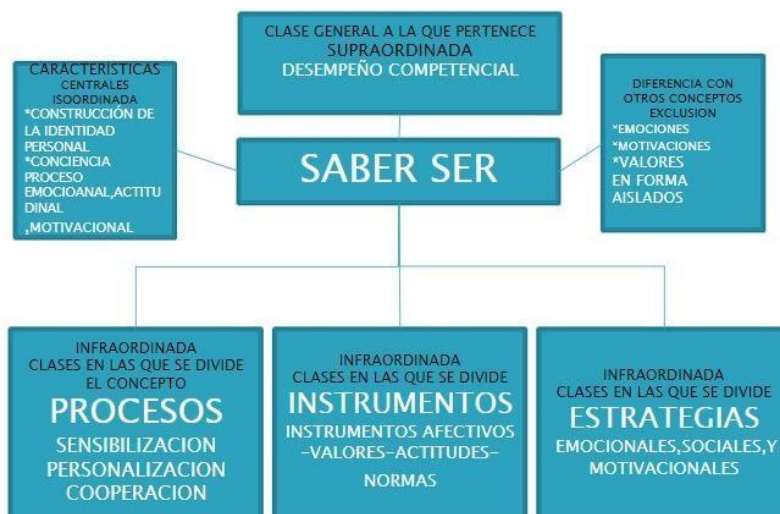 CLASE GENERAL A LA QUE PERTENECE
SUPRAORDINADA
DESEMPEÑO COMPETENCIAL
CARACTERISTICAS
CENTRALES
ISOORDINADA
*CONSTRUCCIÓN DE
LA IDENTIDAD
PERSONAL
*CONCIENCIA
PROCESO
EMOCIOANAL,ACTITU
DINAL
,MOTIVACIONAL
DIFERENCIA CON
OTROS CONCEPTOS
EXCLUSION
*EMOCIONES
*MOTIVACIONES
*VALORES
EN FORMA
AISLADOS
SABER SER
INFRAORDINADA
CLASES EN LAS QUE SE DIVIDE
EL CONCEPTO
PROCESOS
SENSIBILIZACION
PERSONALIZACION
COOPERACION
INFRAORDINADA
CLASES EN LAS QUE SE DIVIDE
INSTRUMENTOS
INSTRUMENTOS AFECTIVOS
-VALORES-ACTITUDES-
NORMAS
INFRAORDINADA
CLASES EN LAS QUE SE DIVIDE
ESTRATEGIAS
EMOCIONALES,SOCIALES,Y
MOTIVACIONALES